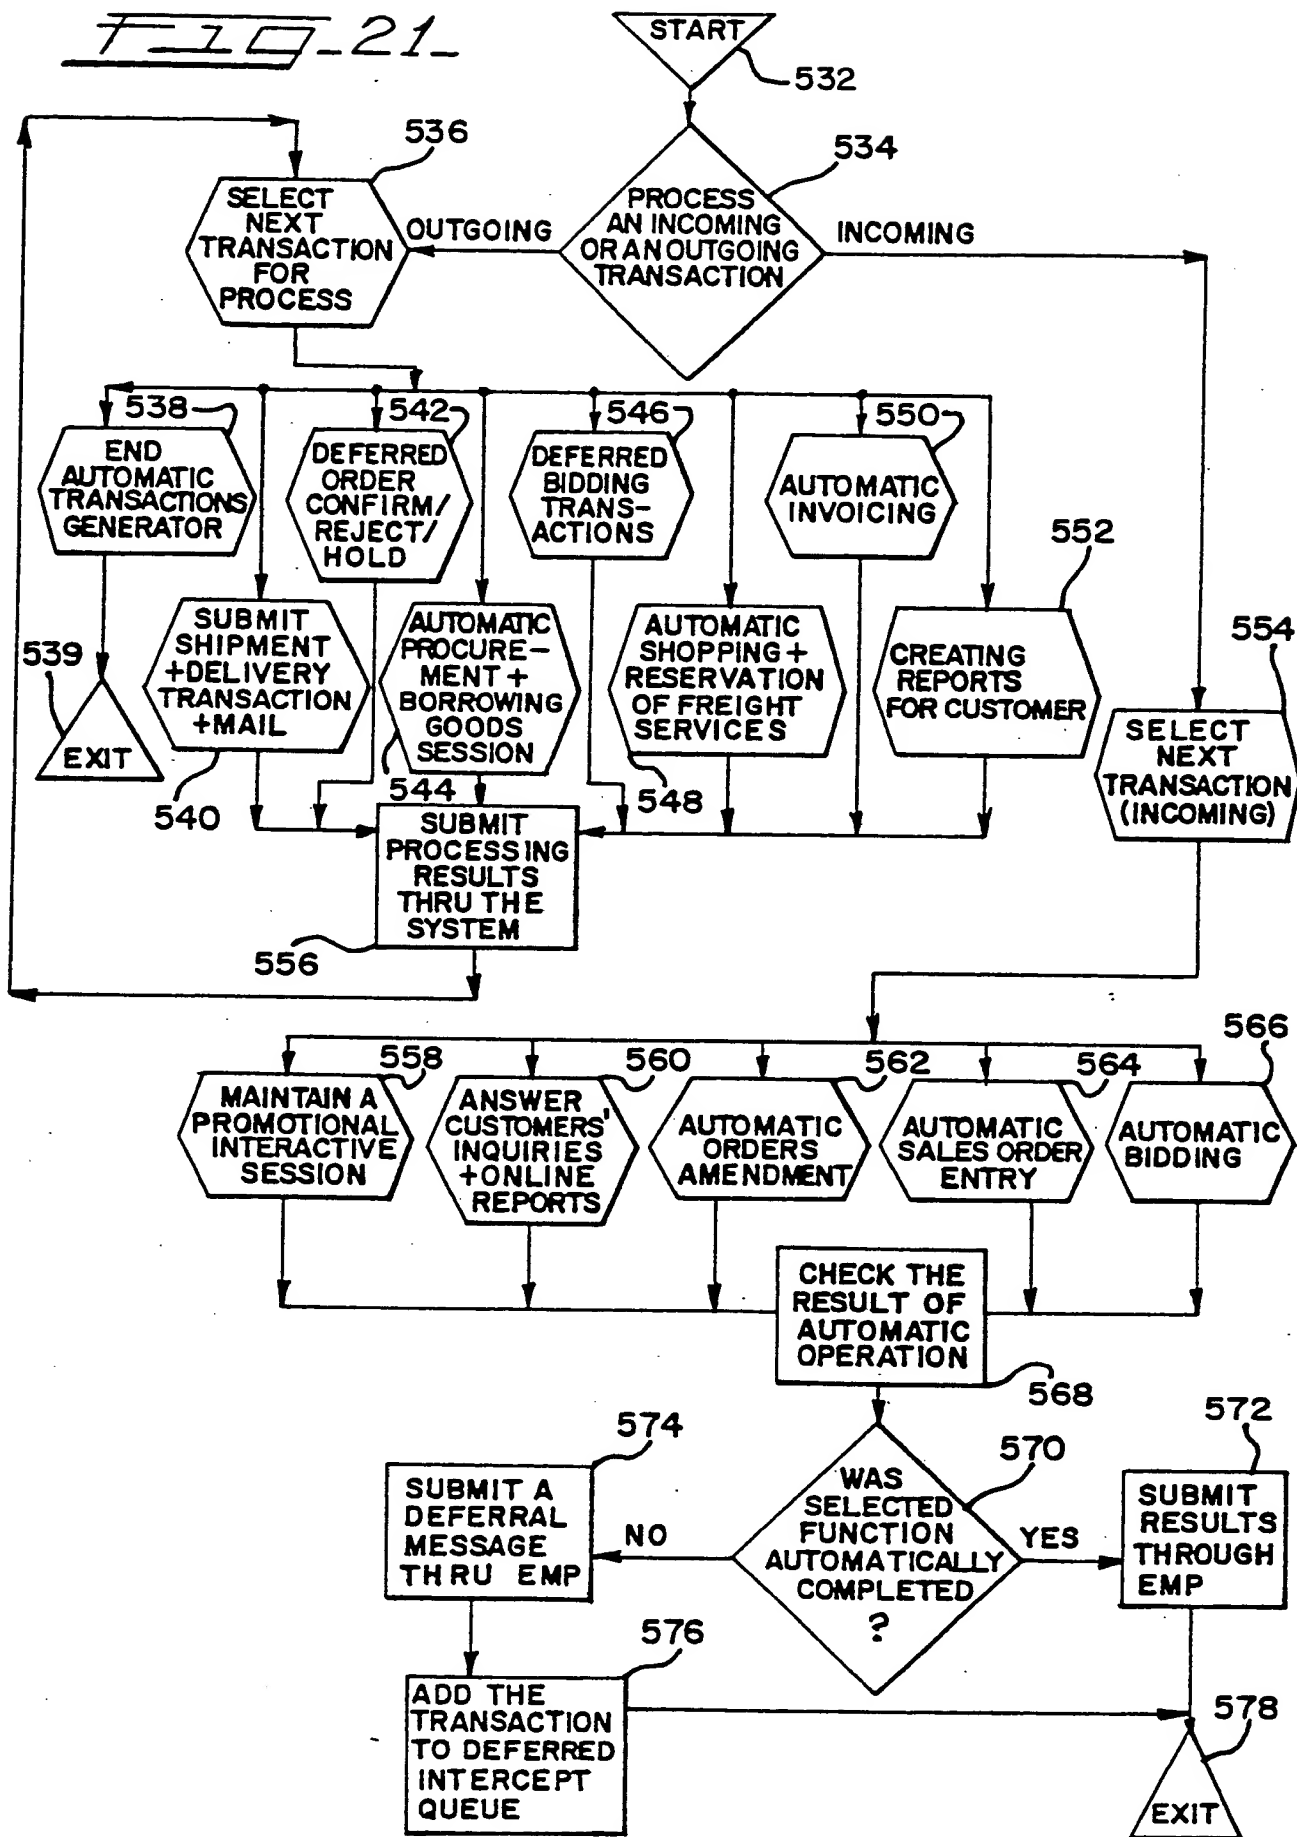 FIG_21_
START
532
534
PROCESS
AN INCOMING
OR AN OUTGOING
TRANSACTION
OUTGOING
INCOMING
536
SELECT
NEXT
TRANSACTION
FOR
PROCESS
538
END
AUTOMATIC
TRANSACTIONS
GENERATOR
539
EXIT
SUBMIT
SHIPMENT
+DELIVERY
TRANSACTION
+MAIL
540
542
DEFERRED
ORDER
CONFIRM/
REJECT/
HOLD
AUTOMATIC
PROCURE-
MENT +
BORROWING
GOODS
SESSION
544
546
DEFERRED
BIDDING
TRANS-
ACTIONS
AUTOMATIC
SHOPPING +
RESERVATION
OF FREIGHT
SERVICES
548
550
AUTOMATIC
INVOICING
552
CREATING
REPORTS
FOR CUSTOMER
554
SELECT
NEXT
TRANSACTION
(INCOMING)
SUBMIT
PROCESSING
RESULTS
THRU THE
SYSTEM
556
558
MAINTAIN A
PROMOTIONAL
INTERACTIVE
SESSION
560
ANSWER
CUSTOMERS'
INQUIRIES
+ONLINE
REPORTS
562
AUTOMATIC
ORDERS
AMENDMENT
564
AUTOMATIC
SALES ORDER
ENTRY
566
AUTOMATIC
BIDDING
CHECK THE
RESULT OF
AUTOMATIC
OPERATION
568
570
WAS
SELECTED
FUNCTION
AUTOMATICALLY
COMPLETED
?
NO
YES
572
SUBMIT
RESULTS
THROUGH
EMP
574
SUBMIT A
DEFERRAL
MESSAGE
THRU EMP
576
ADD THE
TRANSACTION
TO DEFERRED
INTERCEPT
QUEUE
578
EXIT